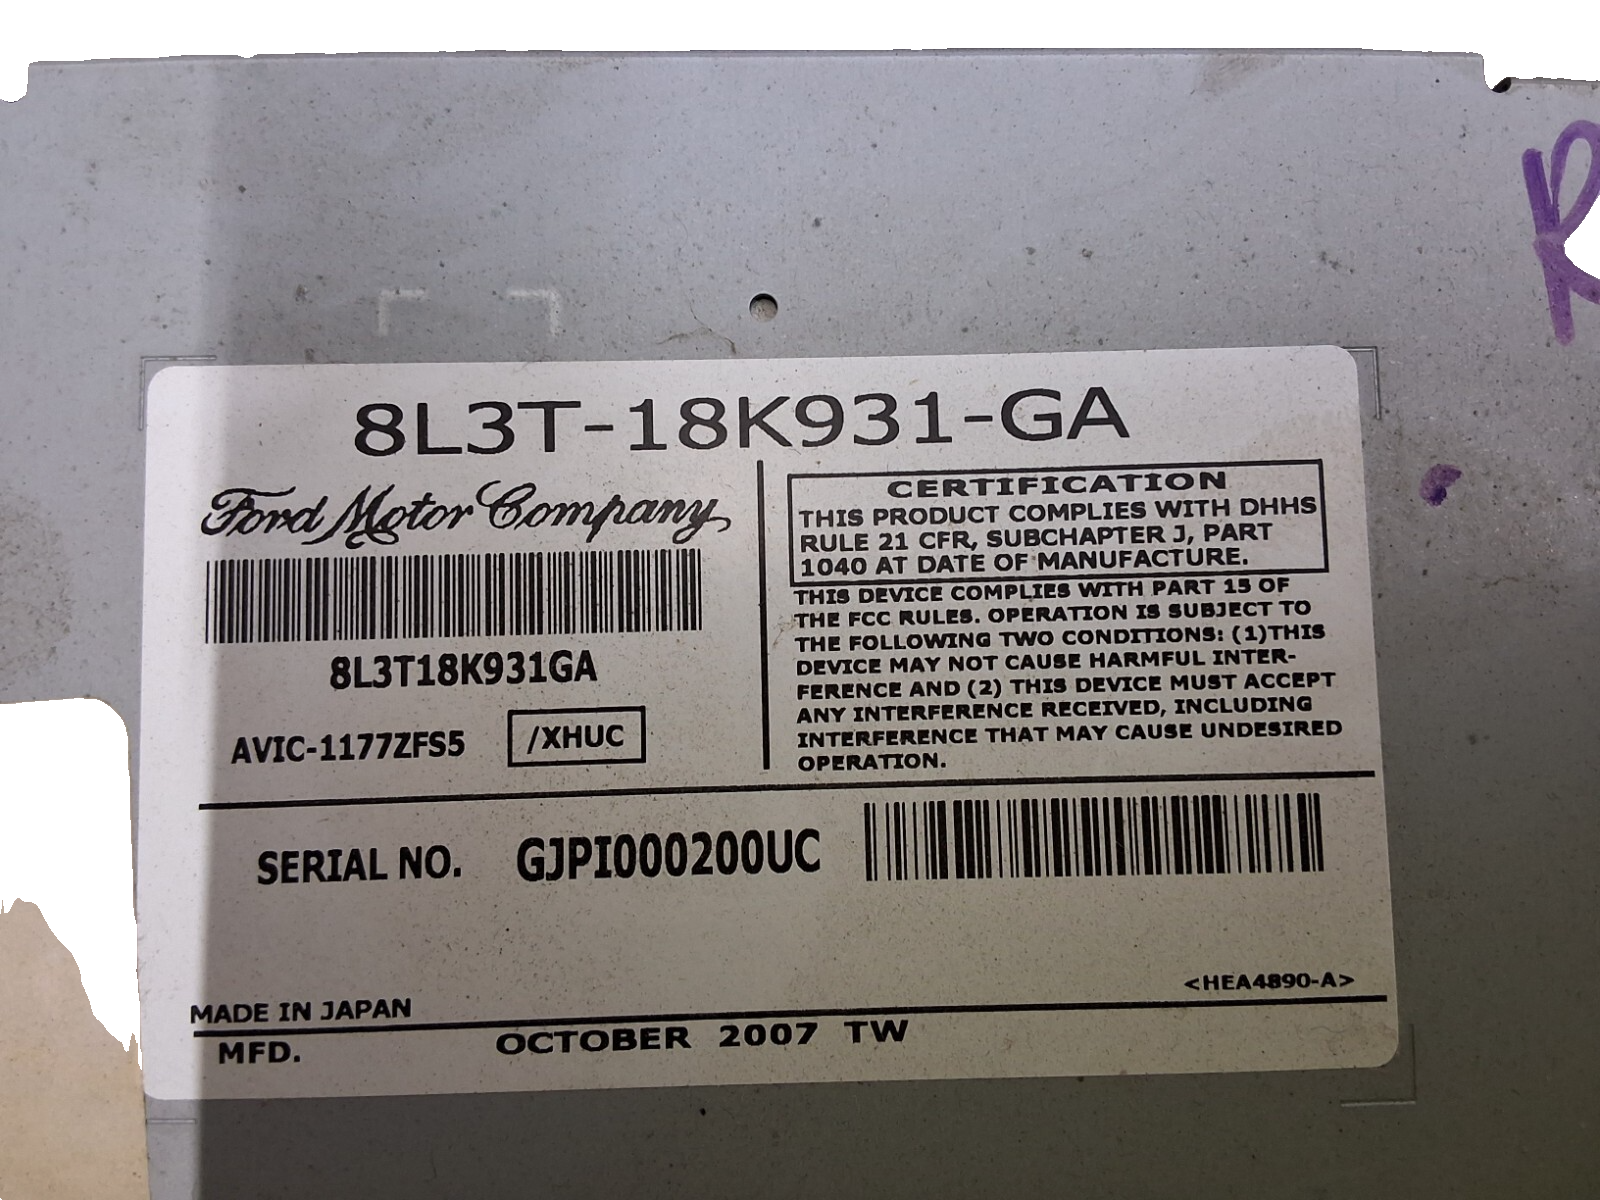 R
8L3T-18K931-GA
Ford Motor Company
8L3T18K931GA
AVIC-1177ZFS5 /XHUC
CERTIFICATION
THIS PRODUCT COMPLIES WITH DHHS
RULE 21 CFR, SUBCHAPTER J, PART
1040 AT DATE OF MANUFACTURE.
THIS DEVICE COMPLIES WITH PART 15 OF
THE FCC RULES. OPERATION IS SUBJECT TO
THE FOLLOWING TWO CONDITIONS: (1)THIS
DEVICE MAY NOT CAUSE HARMFUL INTER-
FERENCE AND (2) THIS DEVICE MUST ACCEPT
ANY INTERFERENCE RECEIVED, INCLUDING
INTERFERENCE THAT MAY CAUSE UNDESIRED
OPERATION.
SERIAL NO. GJPI000200UC
<HEA4890-A>
MADE IN JAPAN
MFD. OCTOBER 2007 TW